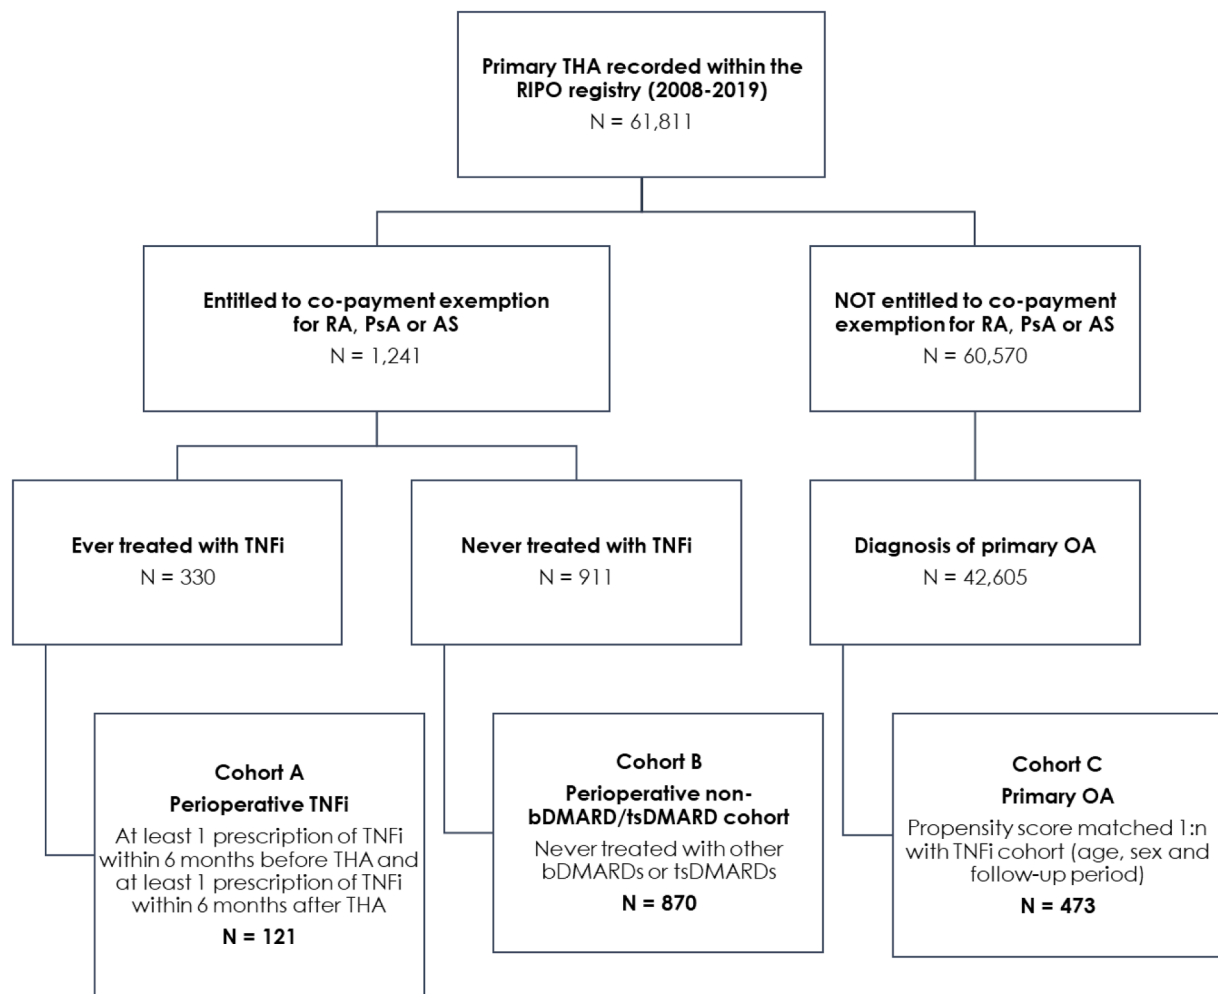 Primary THA recorded within the
RIPO registry (2008-2019)
N = 61,811
Entitled to co-payment exemption
for RA, PsA or AS
N = 1,241
NOT entitled to co-payment
exemption for RA, PsA or AS
N = 60,570
Ever treated with TNFi
N = 330
Never treated with TNFi
N = 911
Diagnosis of primary OA
N = 42,605
Cohort A
Perioperative TNFi
At least 1 prescription of TNFi
within 6 months before THA and
at least 1 prescription of TNFi
within 6 months after THA
N = 121
Cohort B
Perioperative non-
bDMARD/tsDMARD cohort
Never treated with other
bDMARDs or tsDMARDs
N = 870
Cohort C
Primary OA
Propensity score matched 1:n
with TNFi cohort (age, sex and
follow-up period)
N = 473